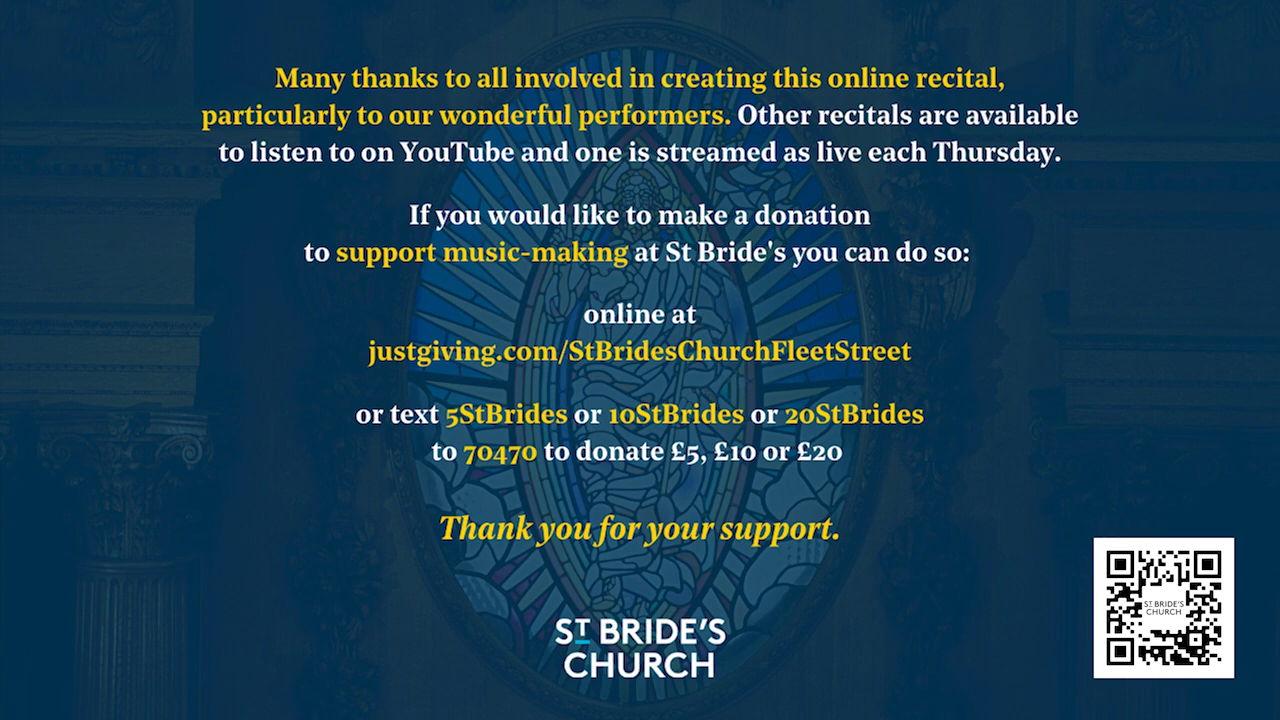 Many thanks to all involved in creating this online recital,
particularly to our wonderful performers. Other recitals are available
to listen to on YouTube and one is streamed as live each Thursday.
If you would like to make a donation
to support music-making at St Bride's you can do so:
online at
justgiving.com/StBridesChurchFleetStreet
or text 5StBrides or 10StBrides or 20StBrides
to 70470 to donate £5, £10 or £20
Thank you for your support.
ST BRIDE'S
CHURCH
ST BRIDE'S
CHURCH